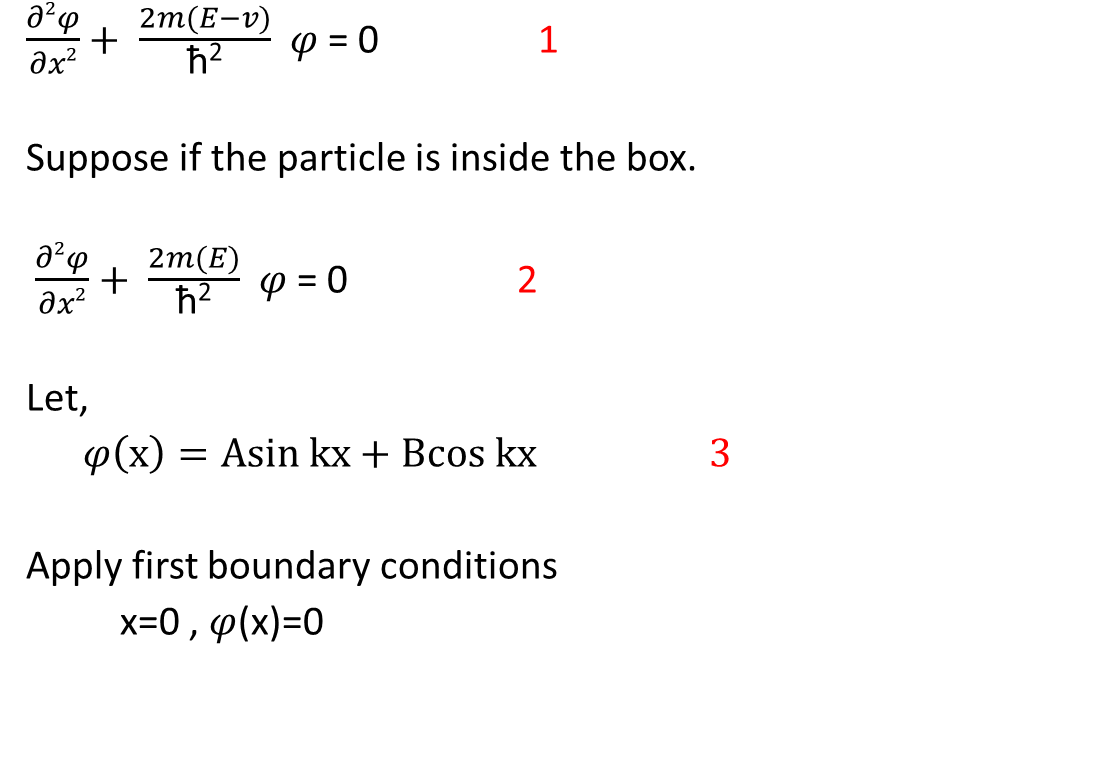 ∂²φ/∂x² + 2m(E−v)/ħ² φ = 0 1
Suppose if the particle is inside the box.
∂²φ/∂x² + 2m(E)/ħ² φ = 0 2
Let,
φ(x) = Asin kx + Bcos kx 3
Apply first boundary conditions
x=0 , φ(x)=0